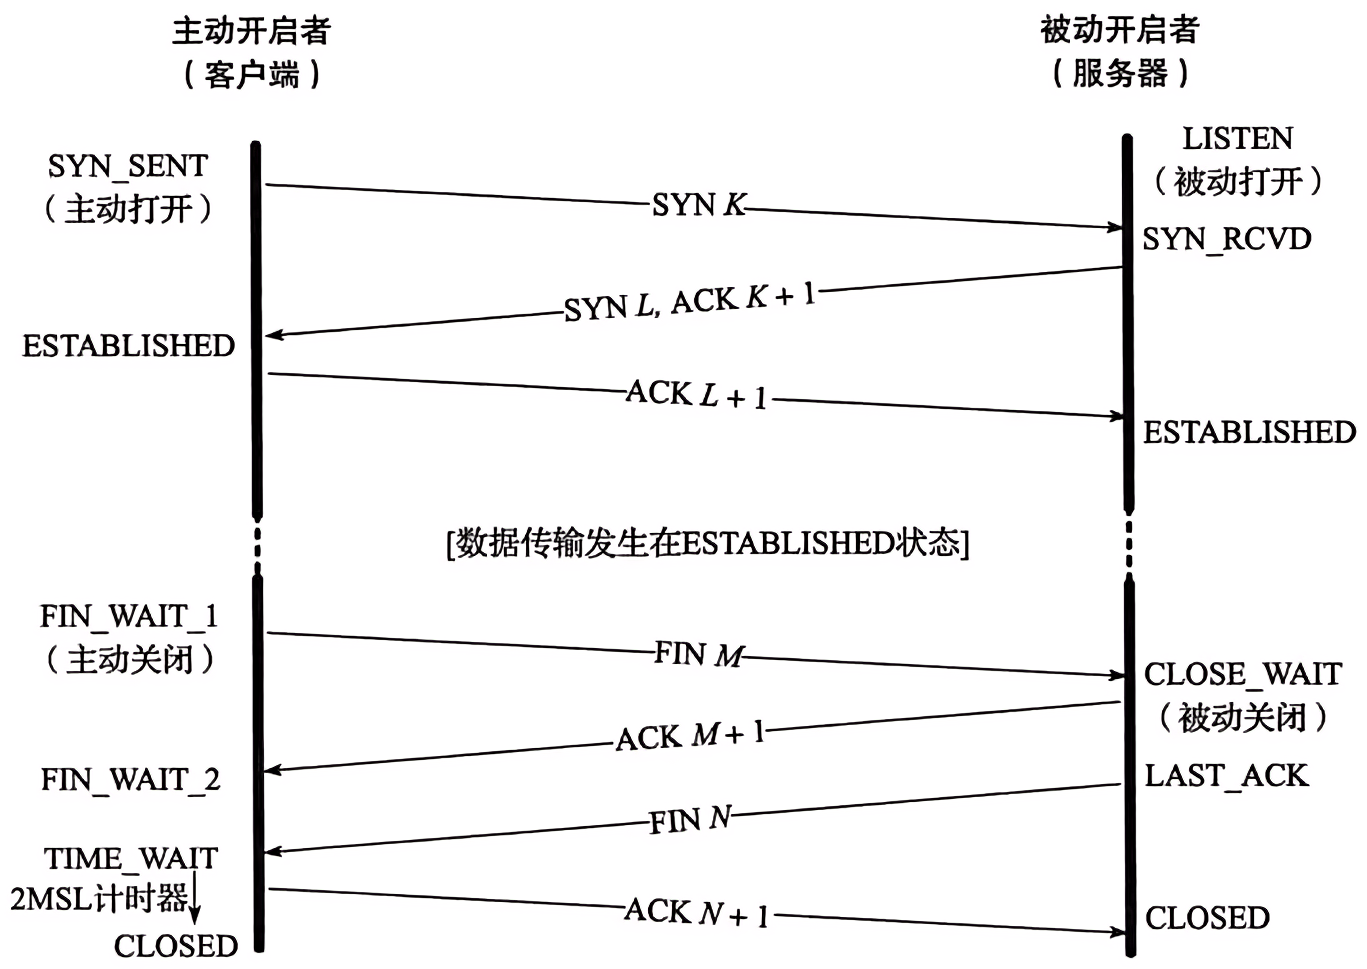 主动开启者
（客户端）
被动开启者
（服务器）
SYN_SENT
（主动打开）
LISTEN
（被动打开）
SYN K
SYN_RCVD
SYN L, ACK K + 1
ESTABLISHED
ACK L + 1
ESTABLISHED
[数据传输发生在ESTABLISHED状态]
FIN_WAIT_1
（主动关闭）
FIN M
CLOSE_WAIT
（被动关闭）
ACK M + 1
FIN_WAIT_2
LAST_ACK
FIN N
TIME_WAIT
2MSL计时器
ACK N + 1
CLOSED
CLOSED